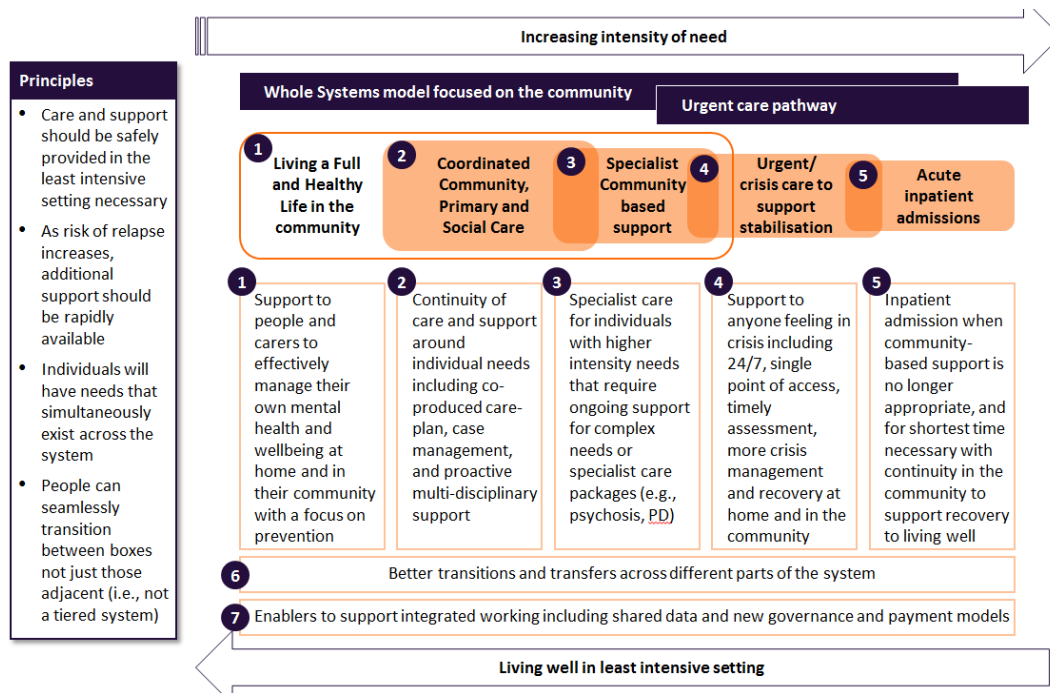 Increasing intensity of need
Principles
• Care and support
should be safely
provided in the
least intensive
setting necessary
• As risk of relapse
increases,
additional
support should
be rapidly
available
• Individuals will
have needs that
simultaneously
exist across the
system
• People can
seamlessly
transition
between boxes
not just those
adjacent (i.e., not
a tiered system)
Whole Systems model focused on the community
Urgent care pathway
1
Living a Full
and Healthy
Life in the
community
2
Coordinated
Community,
Primary and
Social Care
3
Specialist
Community
based
support
4
Urgent/
crisis care to
support
stabilisation
5
Acute
inpatient
admissions
1
Support to
people and
carers to
effectively
manage their
own mental
health and
wellbeing at
home and in
their community
with a focus on
prevention
2
Continuity of
care and support
around
individual needs
including co-
produced care-
plan, case
management,
and proactive
multi-disciplinary
support
3
Specialist care
for individuals
with higher
intensity needs
that require
ongoing support
for complex
needs or
specialist care
packages (e.g.,
psychosis, PD)
4
Support to
anyone feeling in
crisis including
24/7, single
point of access,
timely
assessment,
more crisis
management
and recovery at
home and in the
community
5
Inpatient
admission when
community-
based support is
no longer
appropriate, and
for shortest time
necessary with
continuity in the
community to
support recovery
to living well
6
Better transitions and transfers across different parts of the system
7
Enablers to support integrated working including shared data and new governance and payment models
Living well in least intensive setting